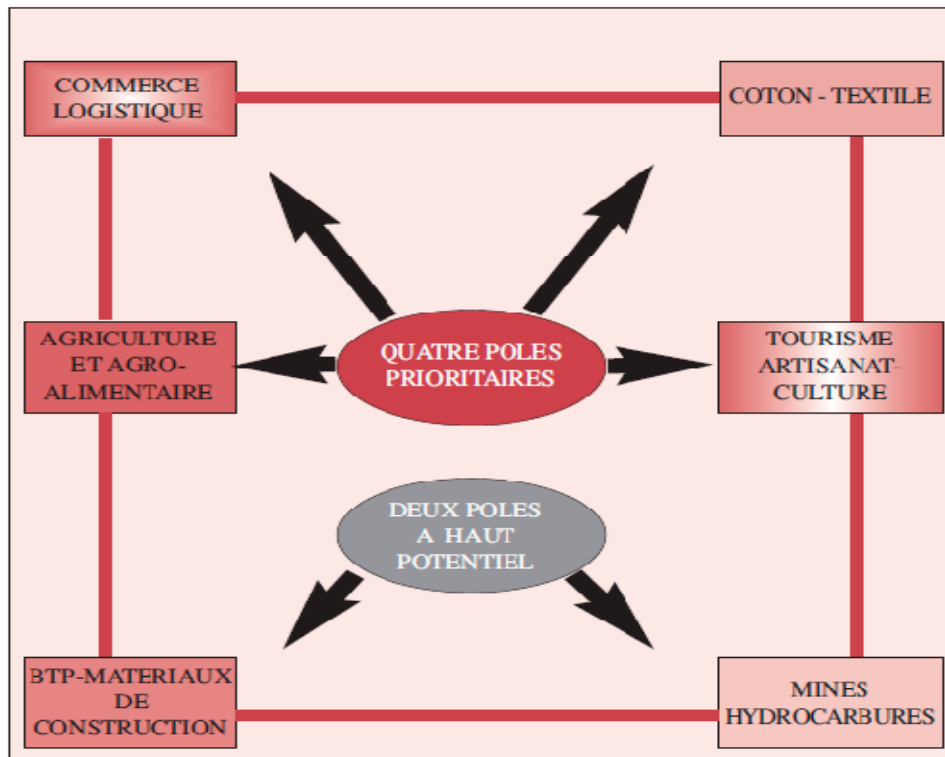 COMMERCE
LOGISTIQUE
COTON - TEXTILE
AGRICULTURE
ET AGRO-
ALIMENTAIRE
QUATRE POLES
PRIORITAIRES
TOURISME
ARTISANAT-
CULTURE
DEUX POLES
A HAUT
POTENTIEL
BTP-MATERIAUX
DE
CONSTRUCTION
MINES
HYDROCARBURES